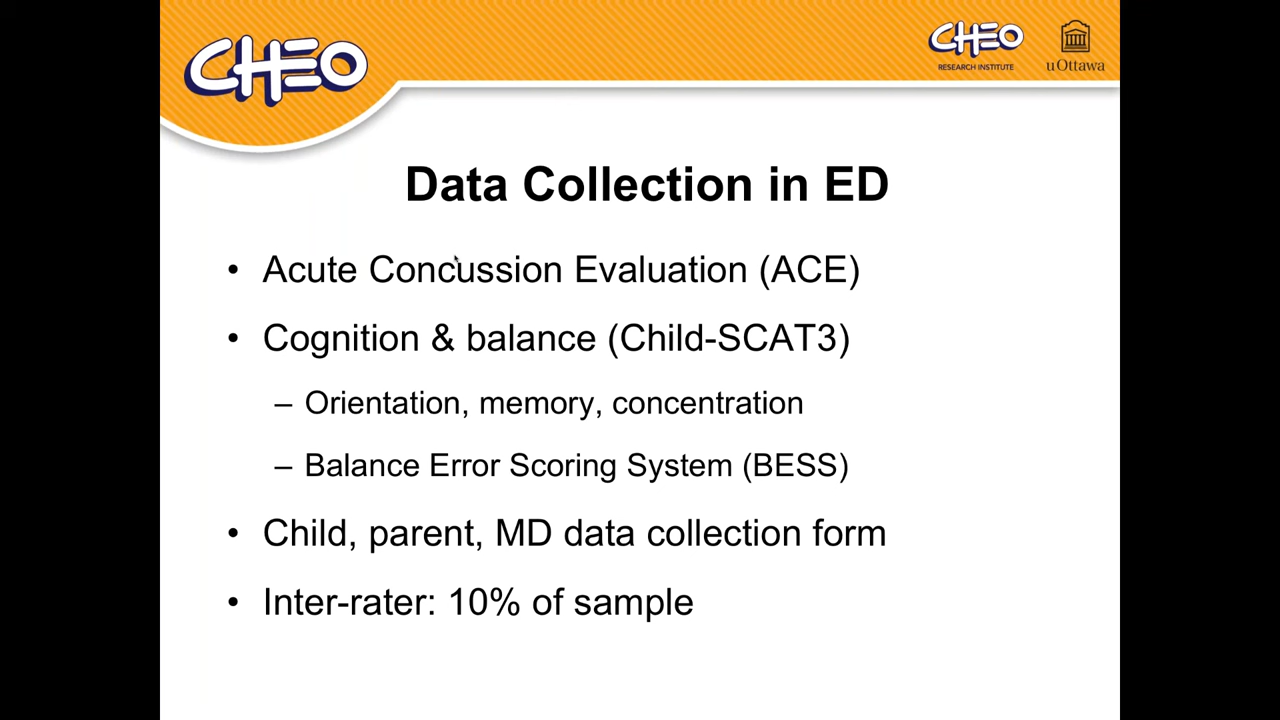 CHEO
CHEO
RESEARCH INSTITUTE
uOttawa
Data Collection in ED
• Acute Concussion Evaluation (ACE)
• Cognition & balance (Child-SCAT3)
– Orientation, memory, concentration
– Balance Error Scoring System (BESS)
• Child, parent, MD data collection form
• Inter-rater: 10% of sample